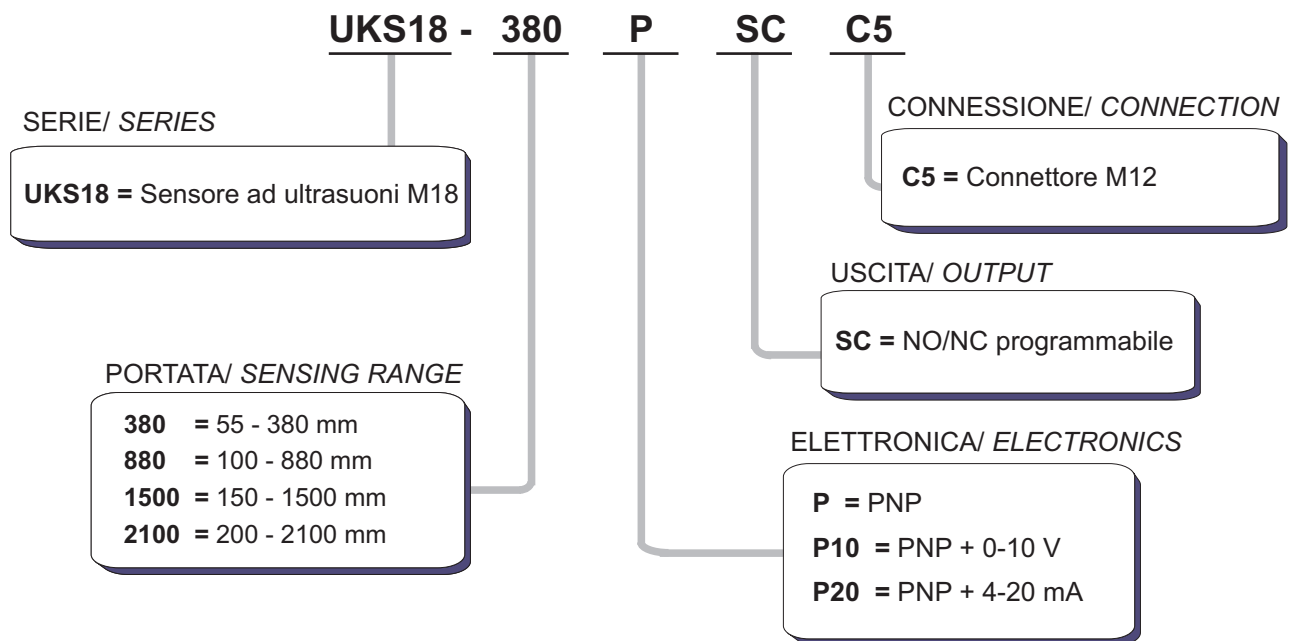 UKS18 - 380 P SC C5
SERIE/ SERIES
UKS18 = Sensore ad ultrasuoni M18
CONNESSIONE/ CONNECTION
C5 = Connettore M12
USCITA/ OUTPUT
SC = NO/NC programmabile
PORTATA/ SENSING RANGE
380 = 55 - 380 mm
880 = 100 - 880 mm
1500 = 150 - 1500 mm
2100 = 200 - 2100 mm
ELETTRONICA/ ELECTRONICS
P = PNP
P10 = PNP + 0-10 V
P20 = PNP + 4-20 mA